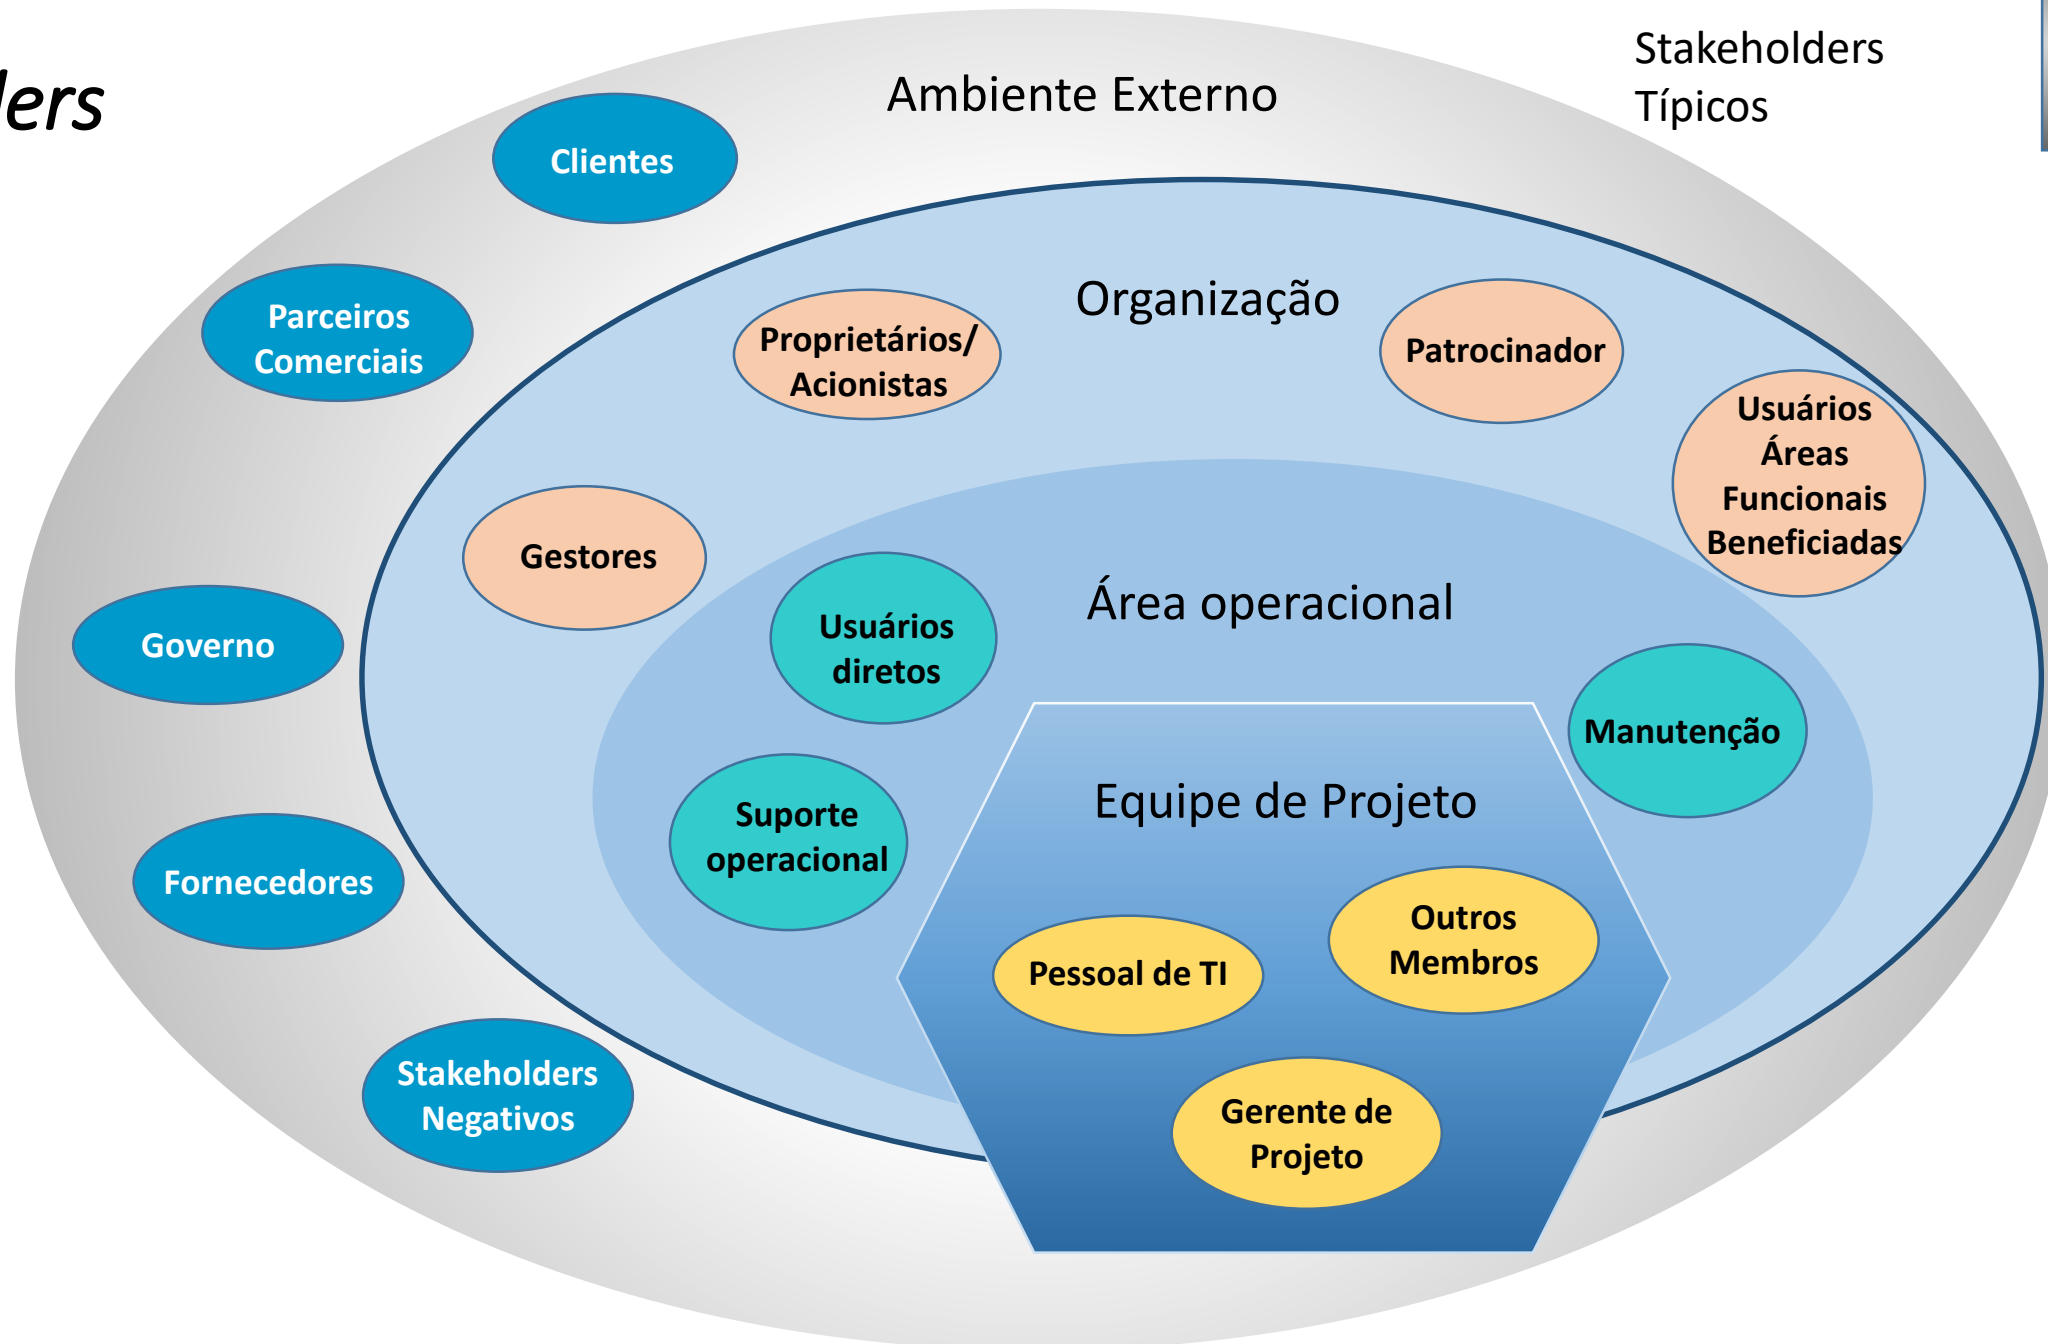 ders
Stakeholders
Típicos
Ambiente Externo
Clientes
Parceiros
Comerciais
Organização
Proprietários/
Acionistas
Patrocinador
Usuários
Áreas
Funcionais
Beneficiadas
Gestores
Área operacional
Usuários
diretos
Governo
Manutenção
Suporte
operacional
Equipe de Projeto
Fornecedores
Outros
Membros
Pessoal de TI
Stakeholders
Negativos
Gerente de
Projeto